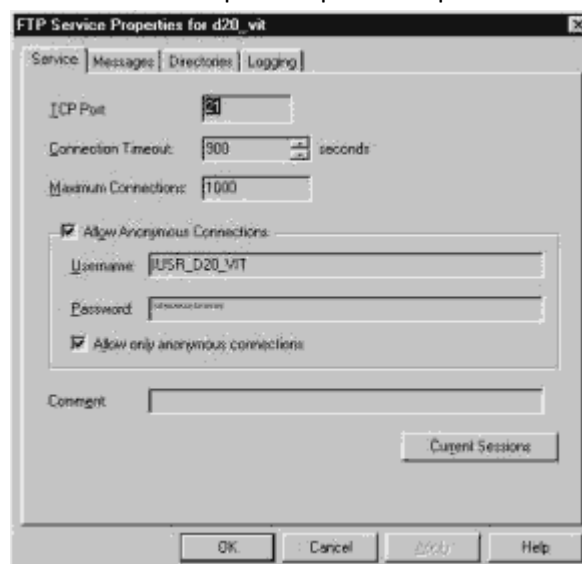 FTP Service Properties for d20_vit
Service Messages Directories Logging
TCP Port: 21
Connection Timeout: 900 seconds
Maximum Connections: 1000
Allow Anonymous Connections
Username: IUSR_D20_VIT
Password: **************
Allow only anonymous connections
Comment:
Current Sessions
OK Cancel Apply Help